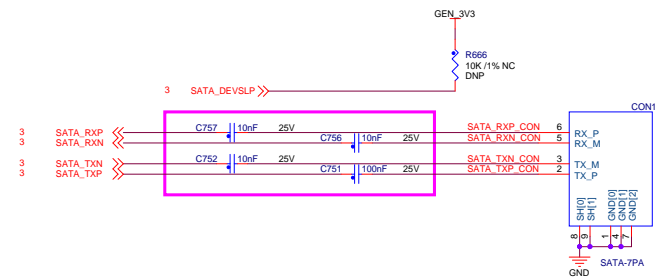 GEN_3V3
R666
10K /1% NC
DNP
3 SATA_DEVSLP
CON1
3 SATA_RXP C757 10nF 25V SATA_RXP_CON 6 RX_P
3 SATA_RXN C756 10nF 25V SATA_RXN_CON 5 RX_M
3 SATA_TXN C752 10nF 25V SATA_TXN_CON 3 TX_M
3 SATA_TXP C751 100nF 25V SATA_TXP_CON 2 TX_P
SH[0] SH[1] GND[0] GND[1] GND[2]
8 9 1 4 7
SATA-7PA
GND